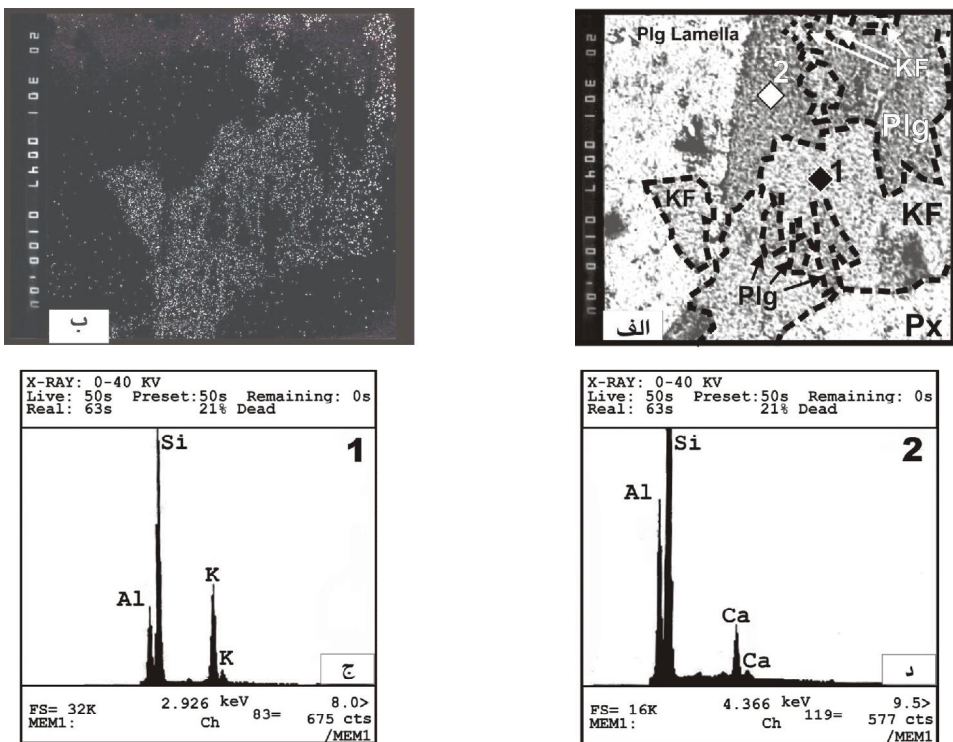 ب
Plg Lamella
KF
2
Plg
1
KF
KF
Plg
Px
الف
X-RAY: 0-40 KV
Live: 50s Preset:50s Remaining: 0s
Real: 63s 21% Dead
Si
1
Al
K
K
ج
FS= 32K 2.926 keV 8.0>
MEM1: Ch 83= 675 cts
/MEM1
X-RAY: 0-40 KV
Live: 50s Preset:50s Remaining: 0s
Real: 63s 21% Dead
Si
2
Al
Ca
Ca
د
FS= 16K 4.366 keV 9.5>
MEM1: Ch 119= 577 cts
/MEM1